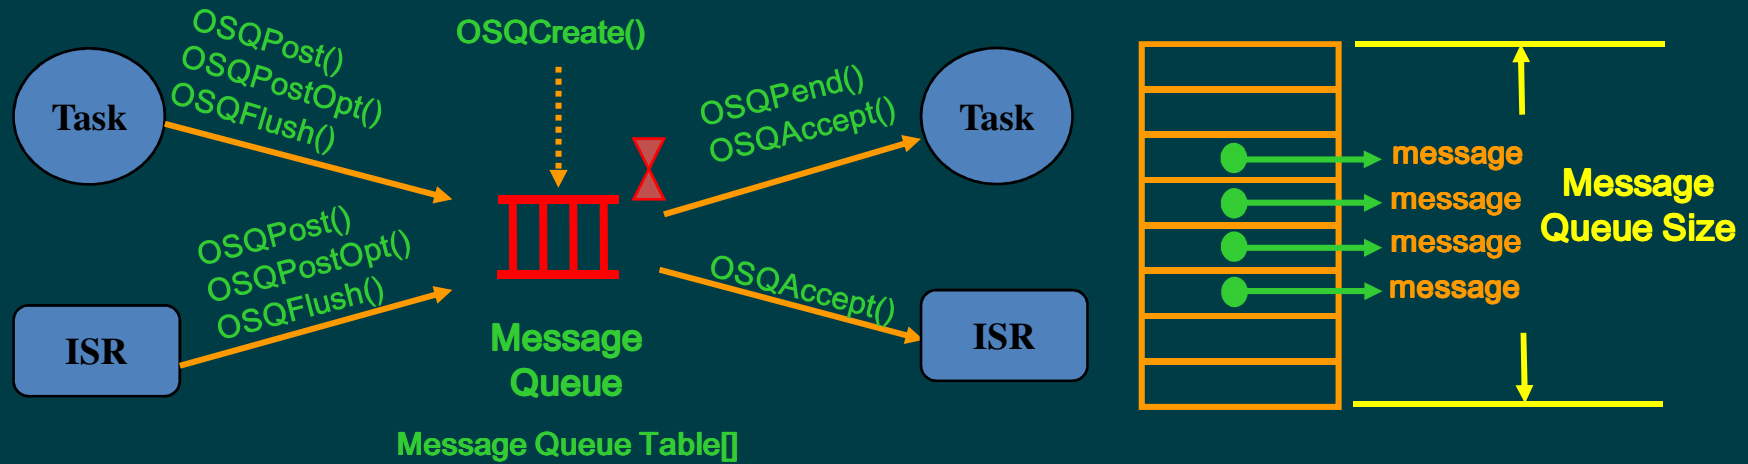 OSQPost()
OSQPostOpt()
OSQFlush()
Task
OSQCreate()
OSQPend()
OSQAccept()
Task
OSQPost()
OSQPostOpt()
OSQFlush()
ISR
OSQAccept()
ISR
Message
Queue
Message Queue Table[]
message
message
message
message
Message
Queue Size